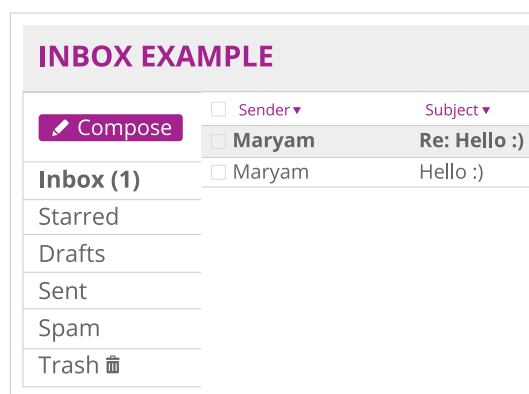 INBOX EXAMPLE
Compose
Inbox (1)
Starred
Drafts
Sent
Spam
Trash
Sender Subject
Maryam Re: Hello :)
Maryam Hello :)